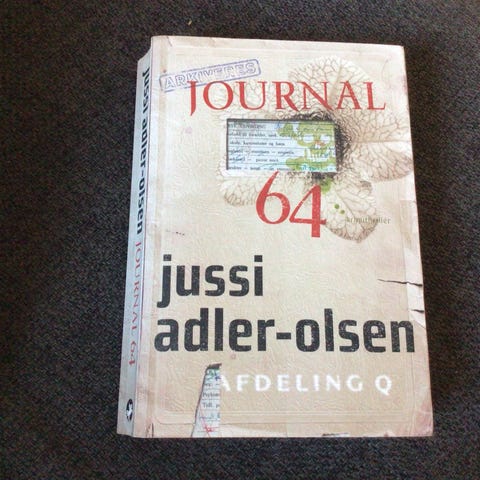 ARKIVERES
JOURNAL
64
krimithriller
jussi
adler-olsen
AFDELING Q
jussi adler-olsen JOURNAL 64